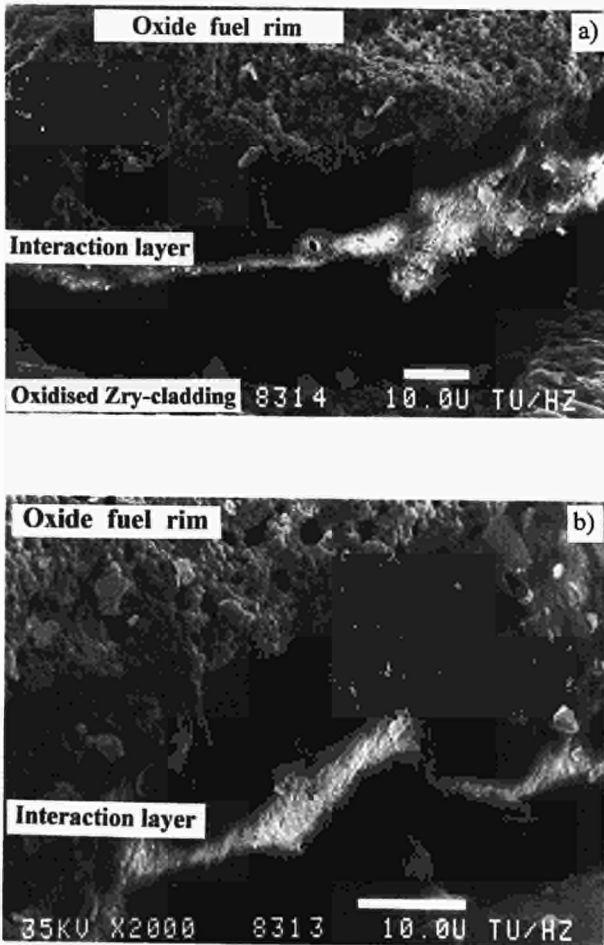 Oxide fuel rim
a)
Interaction layer
Oxidised Zry-cladding 8314 10.0U TU/HZ
Oxide fuel rim
b)
Interaction layer
35KV X2000 8313 10.0U TU/HZ